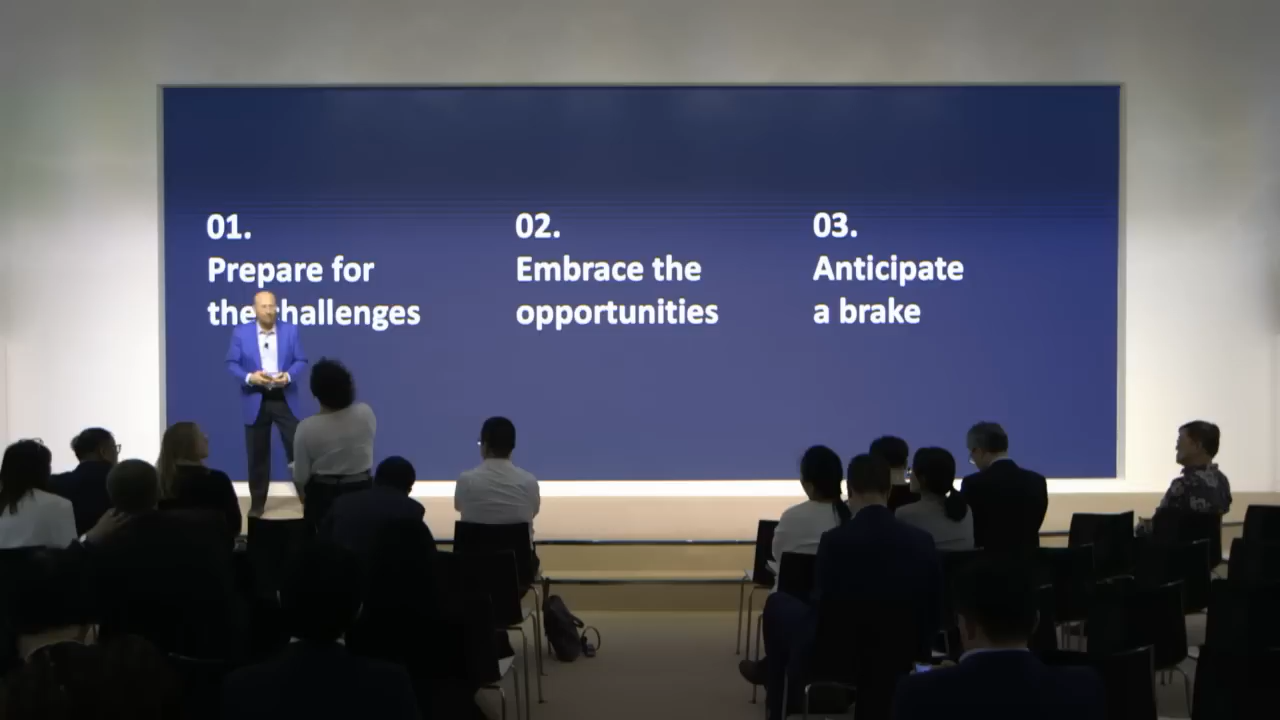 01.
Prepare for
the challenges
02.
Embrace the
opportunities
03.
Anticipate
a brake